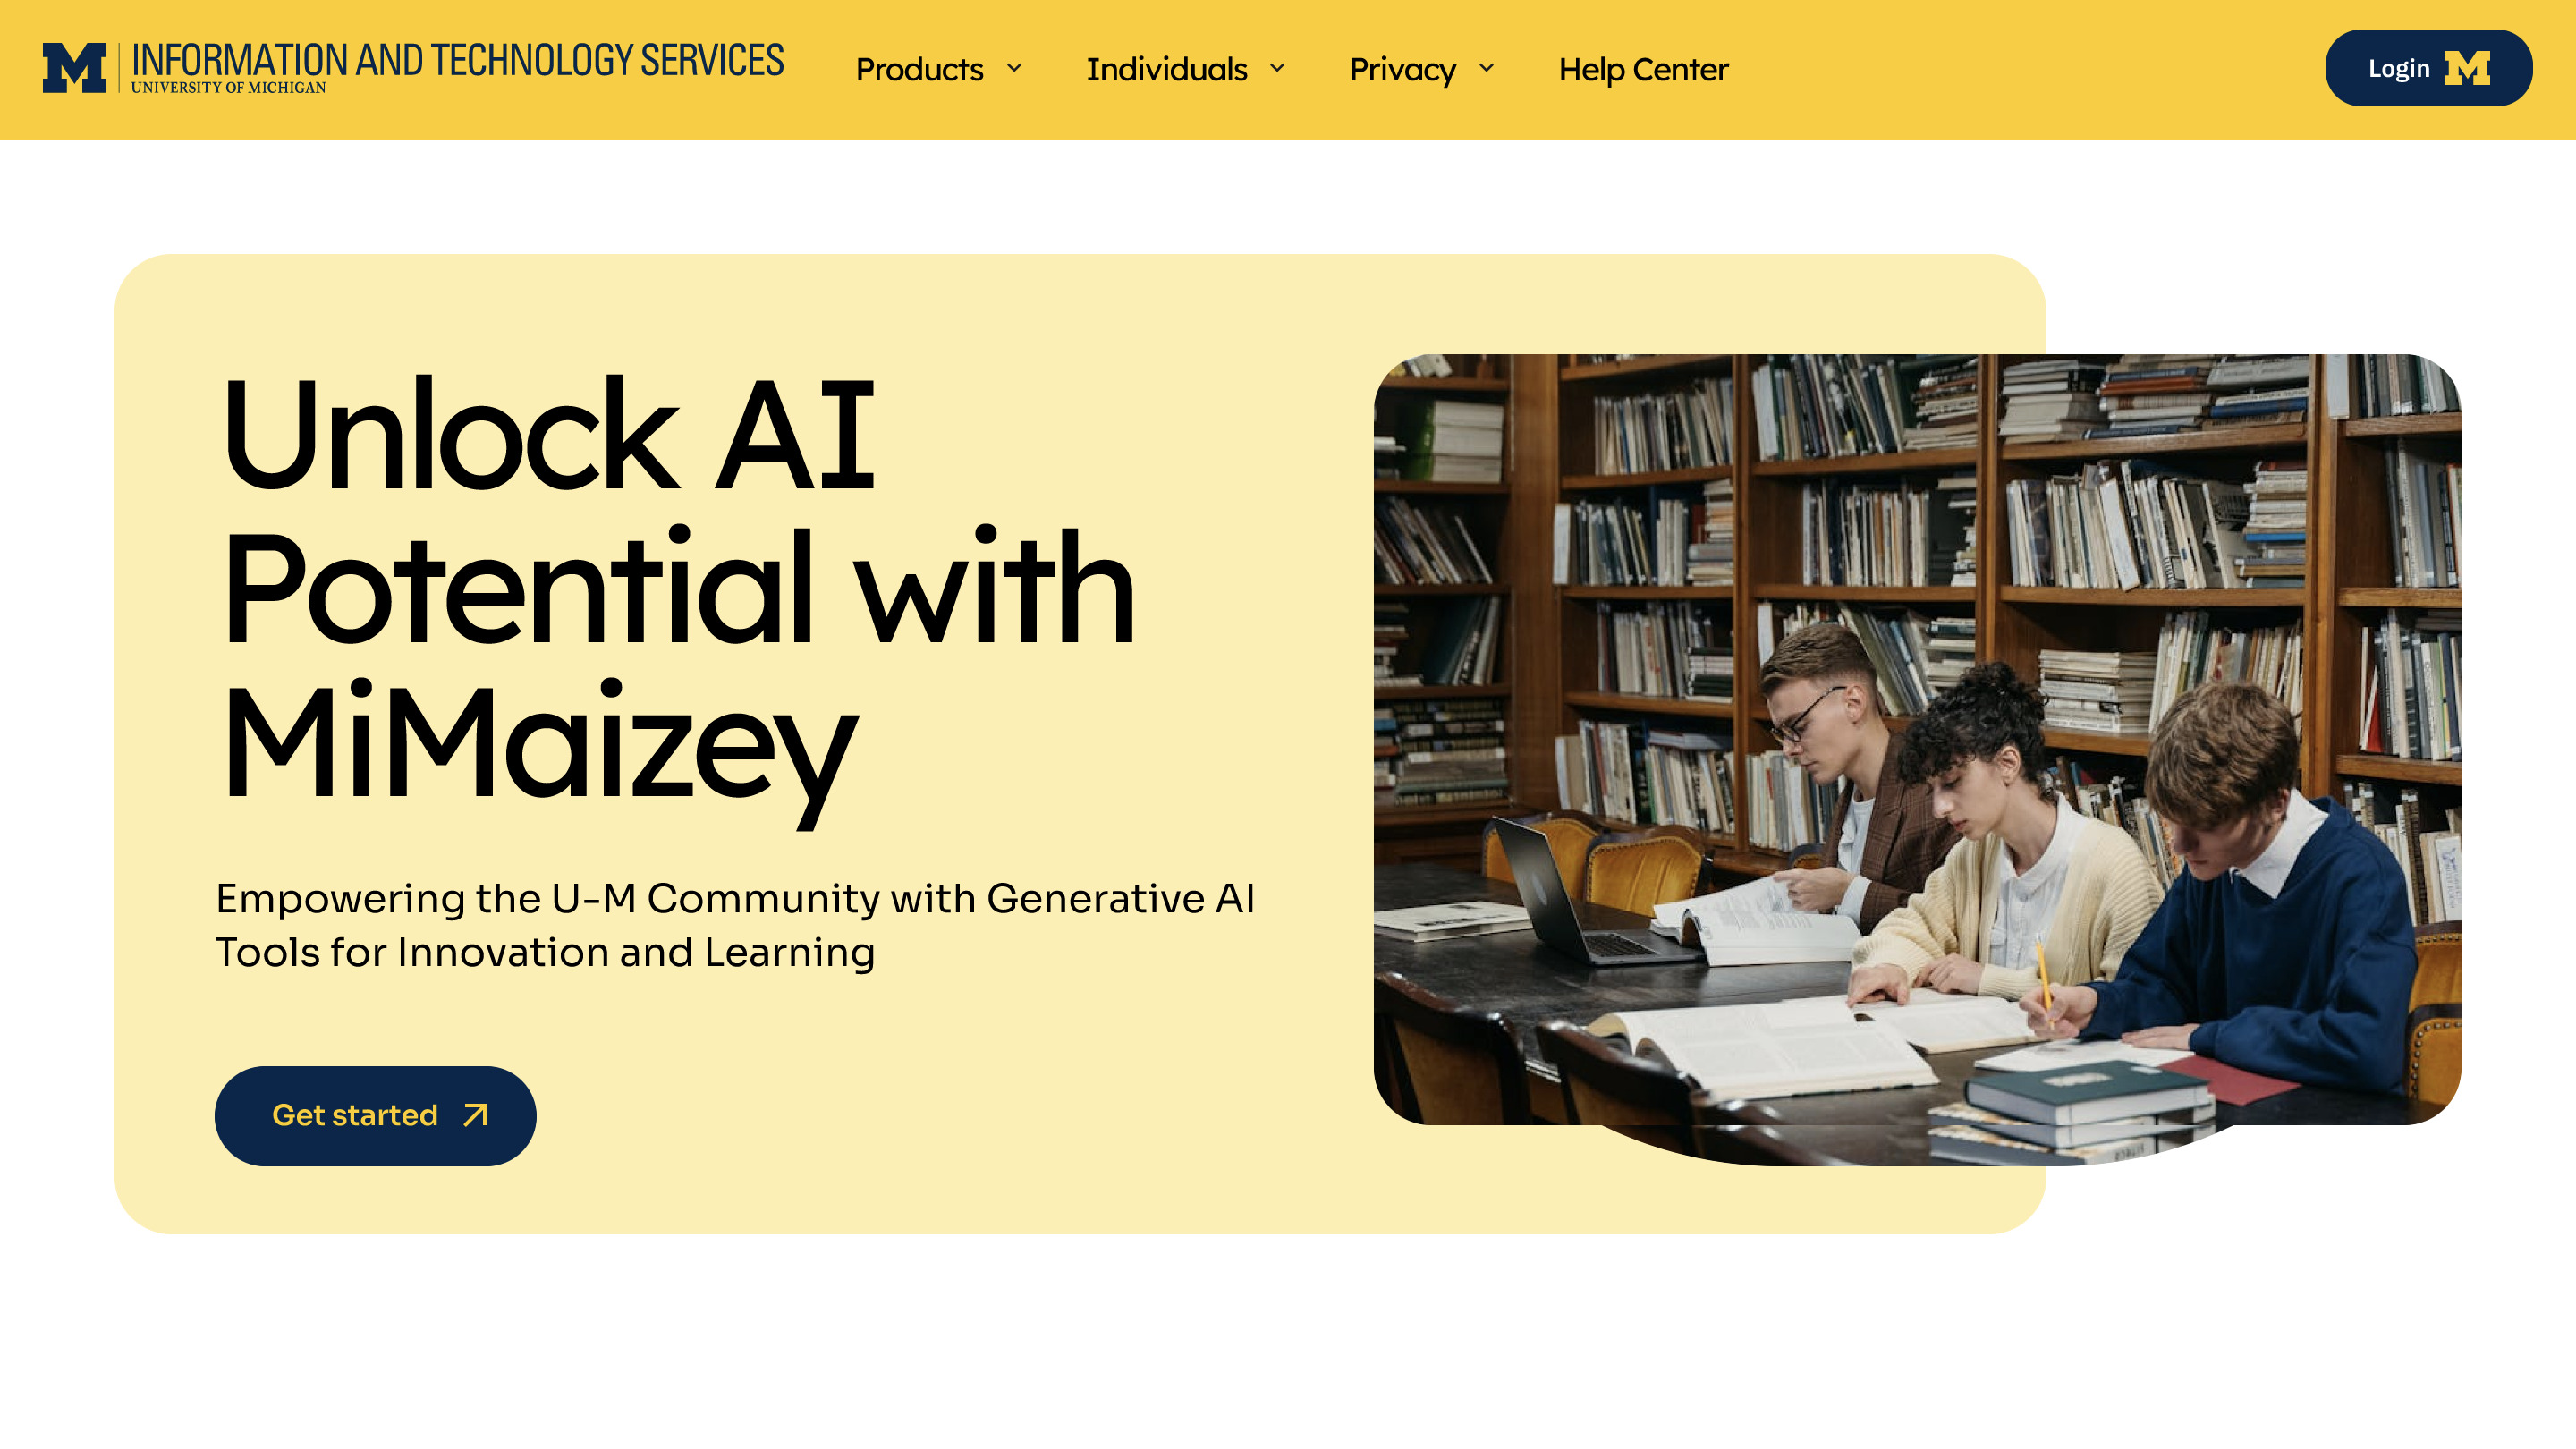 M INFORMATION AND TECHNOLOGY SERVICES
UNIVERSITY OF MICHIGAN
Products
Individuals
Privacy
Help Center
Login M
Unlock AI
Potential with
MiMaizey
Empowering the U-M Community with Generative AI
Tools for Innovation and Learning
Get started